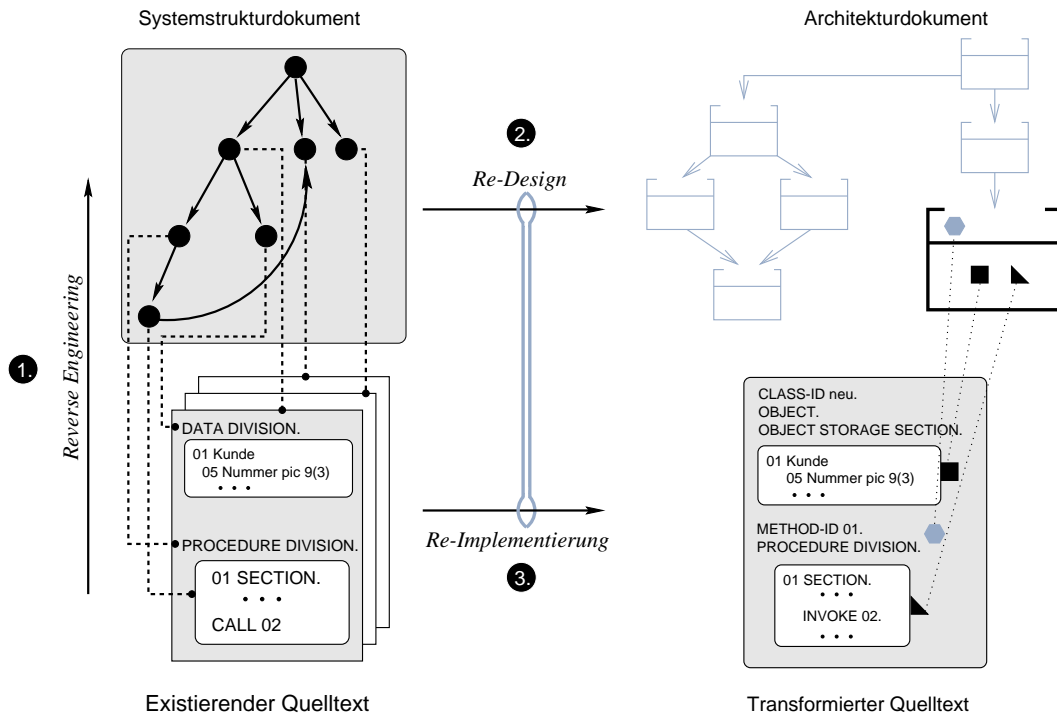 Systemstrukturdokument
Architekturdokument
2.
Re-Design
1.
Reverse Engineering
DATA DIVISION.
01 Kunde
05 Nummer pic 9(3)
. . .
PROCEDURE DIVISION.
01 SECTION.
. . .
CALL 02
Re-Implementierung
3.
CLASS-ID neu.
OBJECT.
OBJECT STORAGE SECTION.
01 Kunde
05 Nummer pic 9(3)
. . .
METHOD-ID 01.
PROCEDURE DIVISION.
01 SECTION.
. . .
INVOKE 02.
. . .
Existierender Quelltext
Transformierter Quelltext